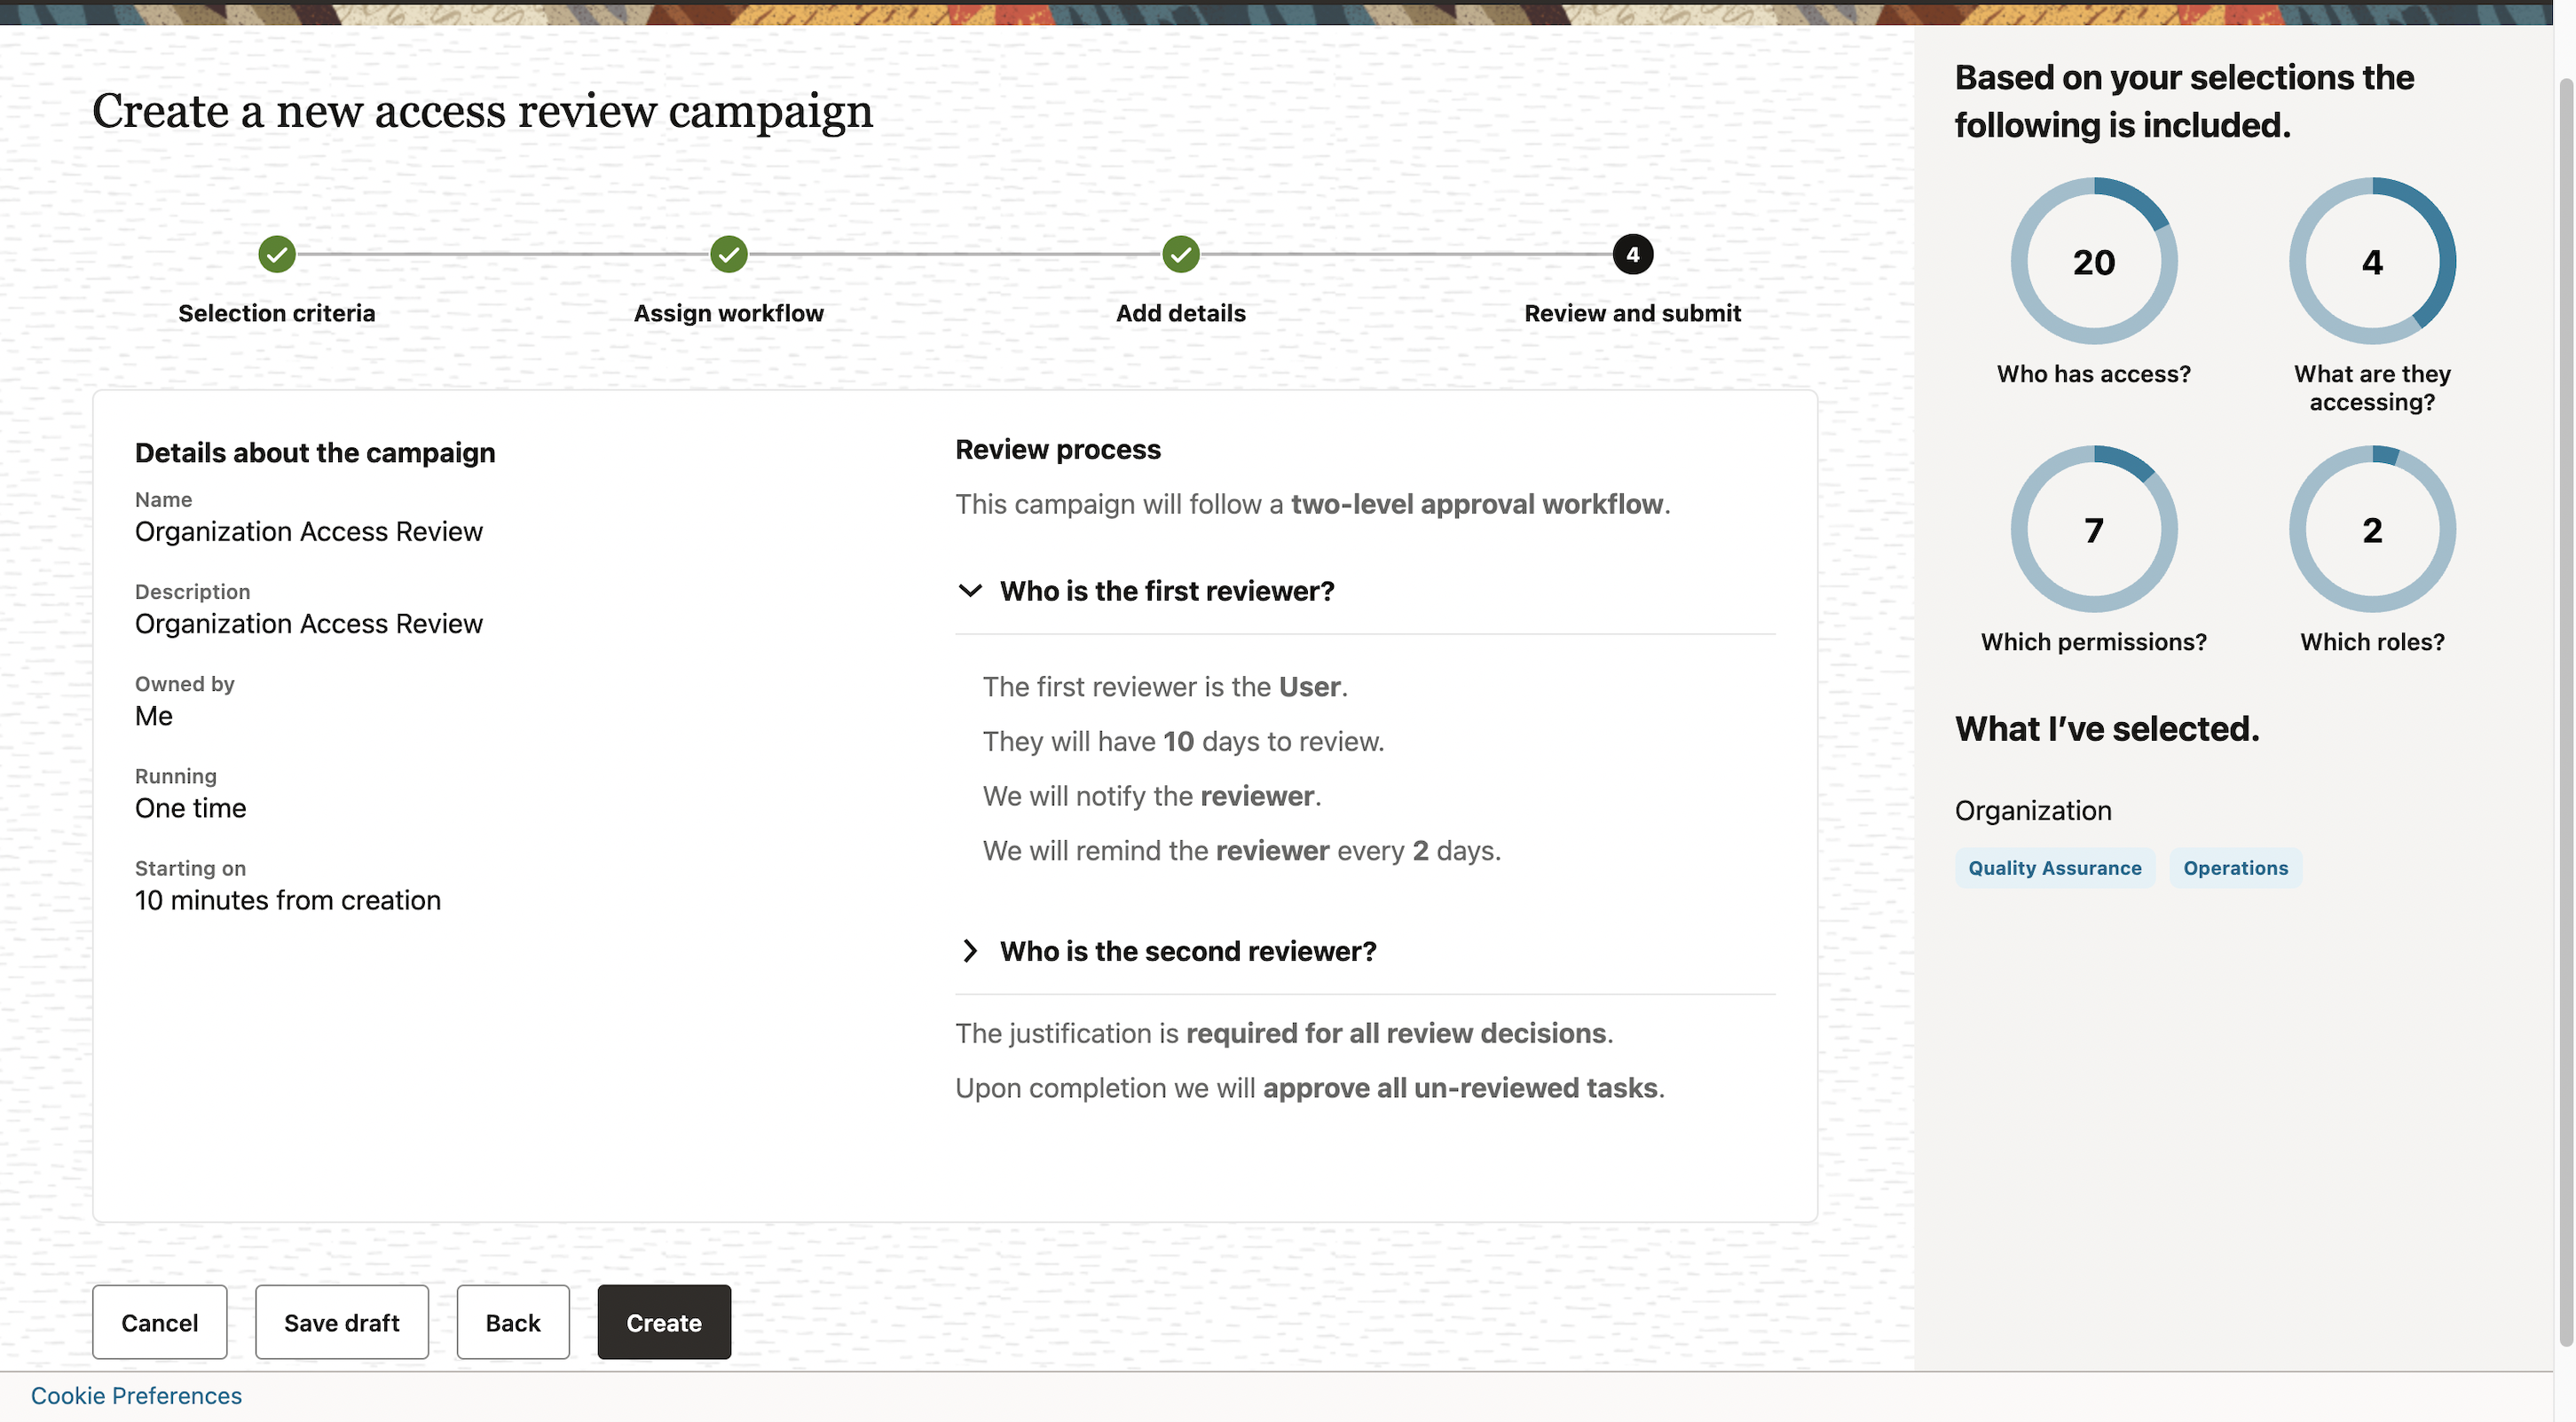 Create a new access review campaign
Selection criteria
Assign workflow
Add details
4
Review and submit
Details about the campaign
Name
Organization Access Review
Description
Organization Access Review
Owned by
Me
Running
One time
Starting on
10 minutes from creation
Review process
This campaign will follow a two-level approval workflow.
Who is the first reviewer?
The first reviewer is the User.
They will have 10 days to review.
We will notify the reviewer.
We will remind the reviewer every 2 days.
Who is the second reviewer?
The justification is required for all review decisions.
Upon completion we will approve all un-reviewed tasks.
Cancel
Save draft
Back
Create
Based on your selections the
following is included.
20
Who has access?
4
What are they
accessing?
7
Which permissions?
2
Which roles?
What I’ve selected.
Organization
Quality Assurance
Operations
Cookie Preferences